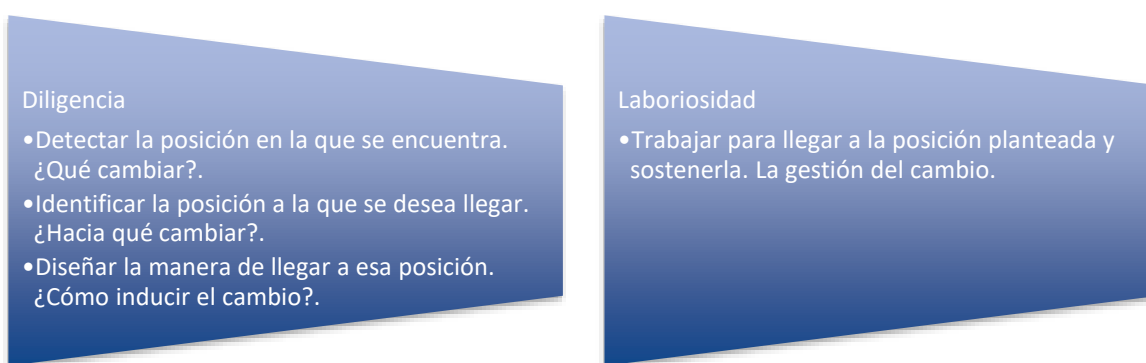 Diligencia
•Detectar la posición en la que se encuentra.
¿Qué cambiar?.
•Identificar la posición a la que se desea llegar.
¿Hacia qué cambiar?.
•Diseñar la manera de llegar a esa posición.
¿Cómo inducir el cambio?.
Laboriosidad
•Trabajar para llegar a la posición planteada y
sostenerla. La gestión del cambio.